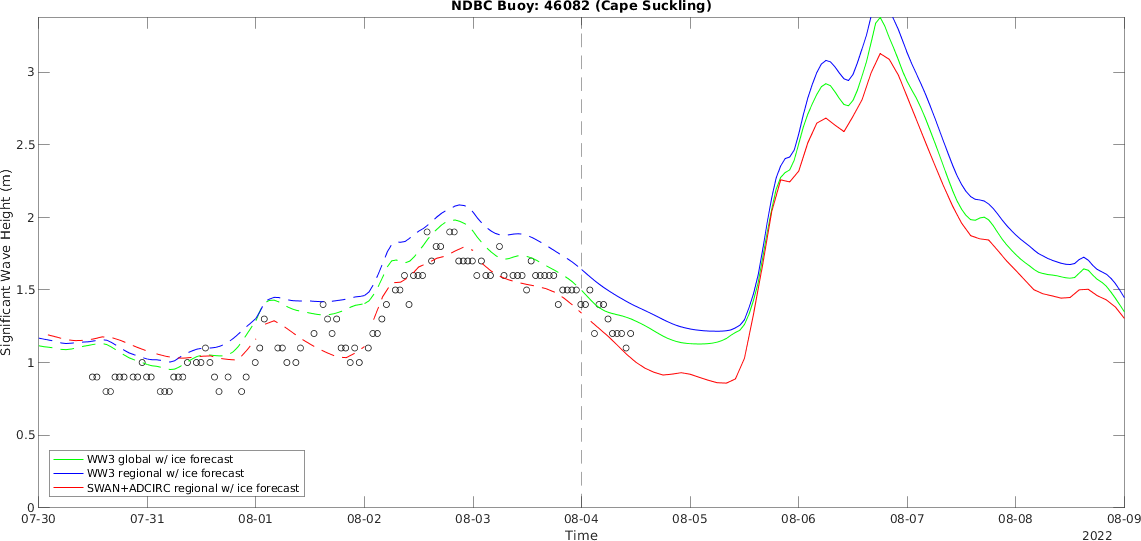 NDBC Buoy: 46082 (Cape Suckling)
Significant Wave Height (m)
3
2.5
2
1.5
1
0.5
0
WW3 global w/ ice forecast
WW3 regional w/ ice forecast
SWAN+ADCIRC regional w/ ice forecast
07-30 07-31 08-01 08-02 08-03 08-04 08-05 08-06 08-07 08-08 08-09
Time
2022